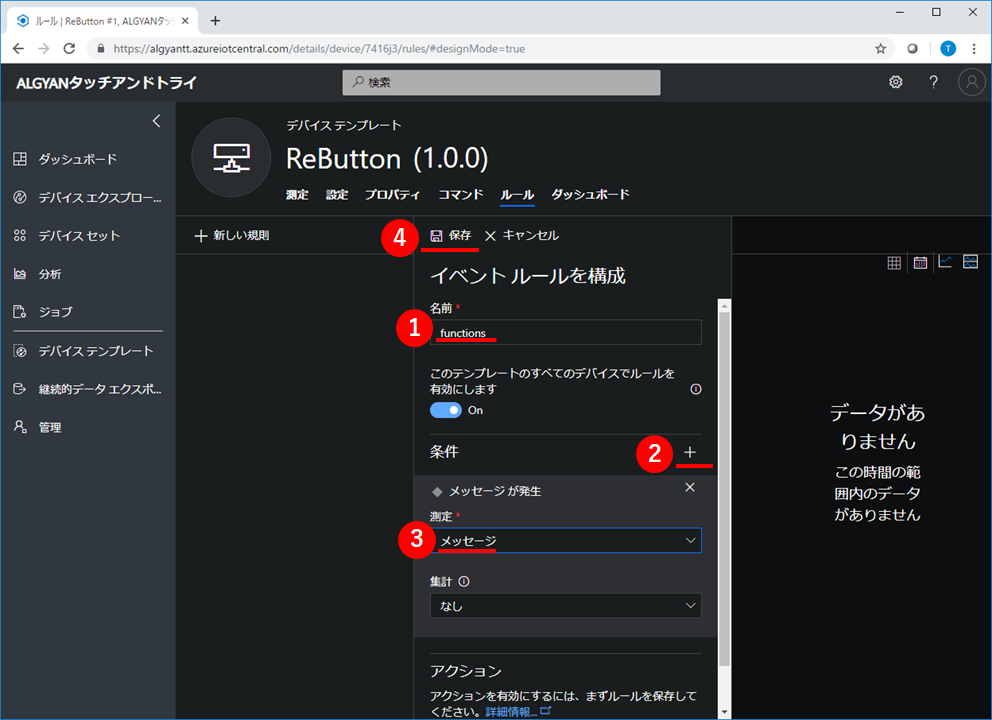 ルール | ReButton #1, ALGYANタッ
https://algyantt.azureiotcentral.com/details/device/7416j3/rules/#designMode=true
T
ALGYANタッチアンドトライ
検索
?
デバイス テンプレート
ReButton (1.0.0)
測定 設定 プロパティ コマンド ルール ダッシュボード
ダッシュボード
デバイス エクスプロー...
デバイス セット
分析
ジョブ
デバイス テンプレート
継続的データ エクスポ...
管理
新しい規則
4 保存 キャンセル
イベント ルールを構成
名前 *
1 functions
このテンプレートのすべてのデバイスでルールを
有効にします
On
条件 2 +
メッセージ が発生
測定 *
3 メッセージ
集計
なし
アクション
アクションを有効にするには、まずルールを保存して
ください。詳細情報...
データがあ
りません
この時間の範
囲内のデータ
がありません